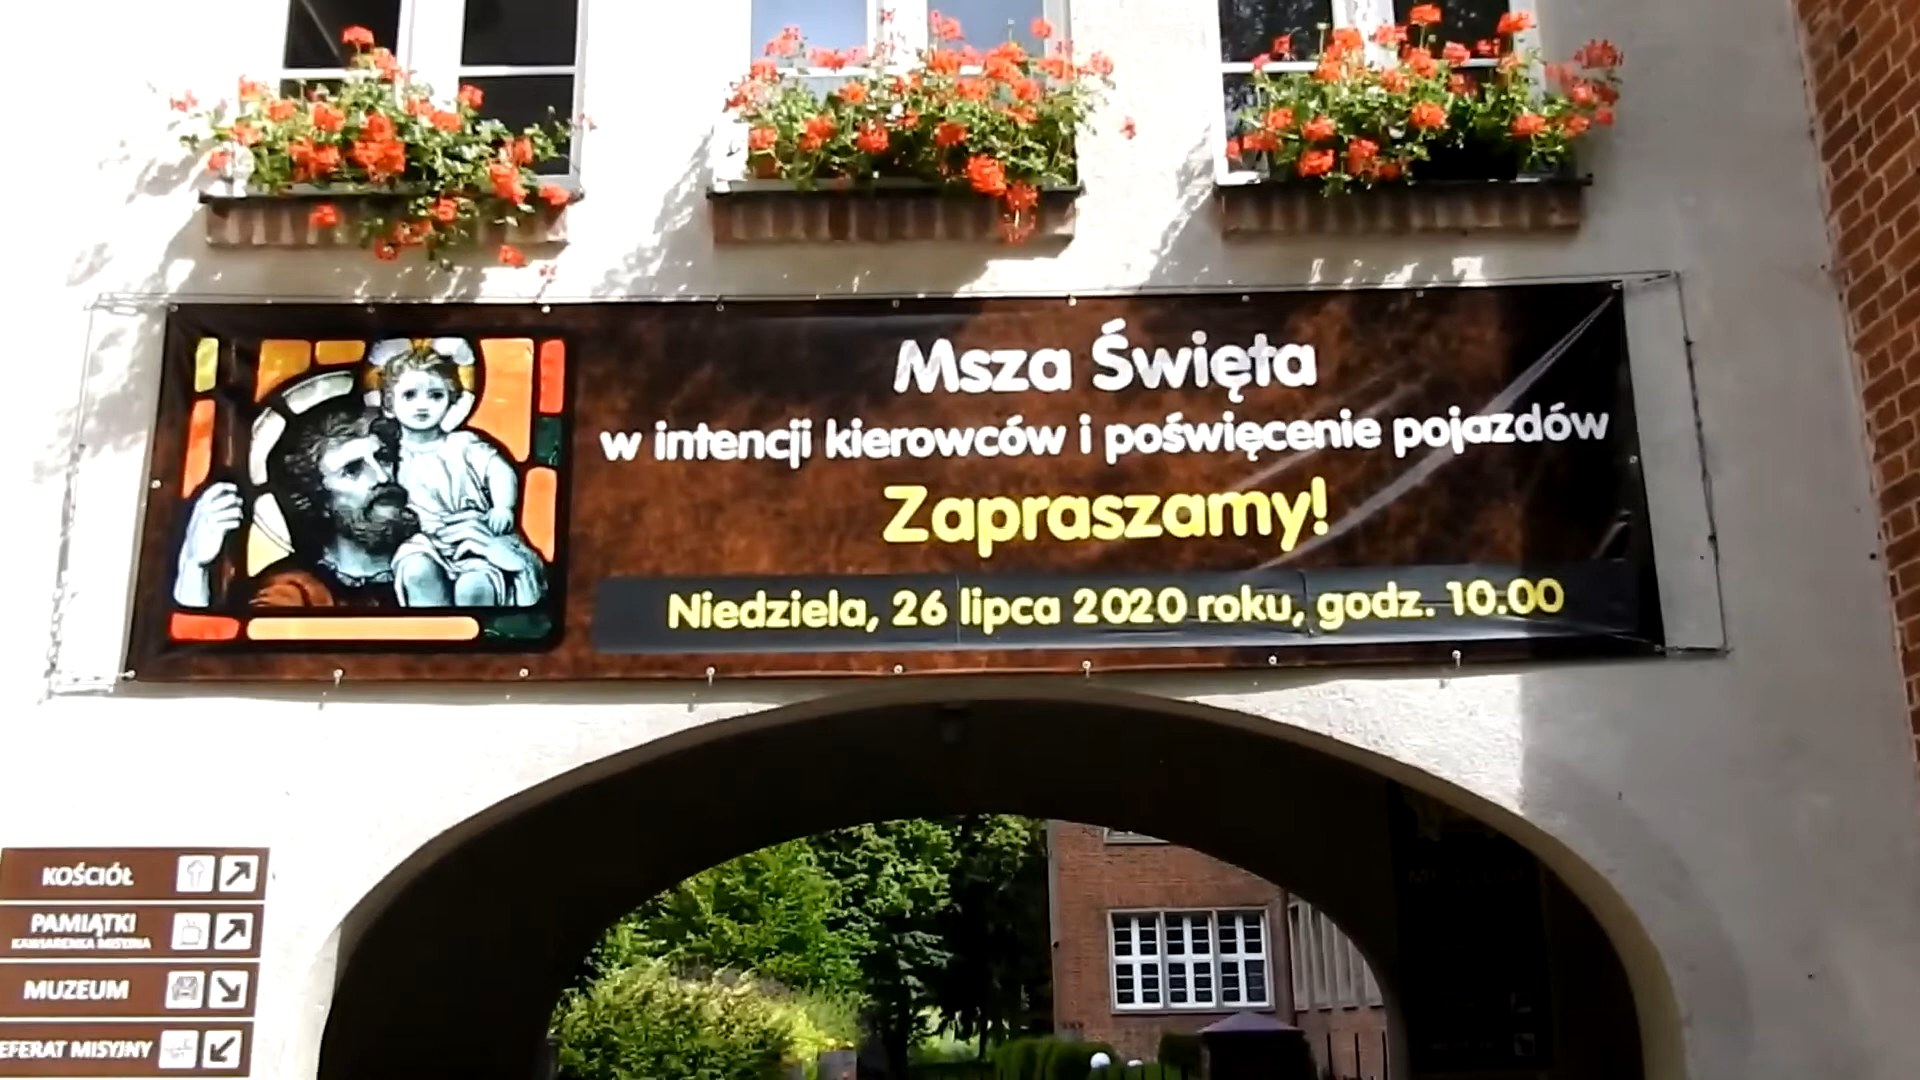 Msza Święta
w intencji kierowców i poświęcenie pojazdów
Zapraszamy!
Niedziela, 26 lipca 2020 roku, godz. 10.00
KOŚCIÓŁ
PAMIĄTKI
MUZEUM
EFERAT MISYJNY